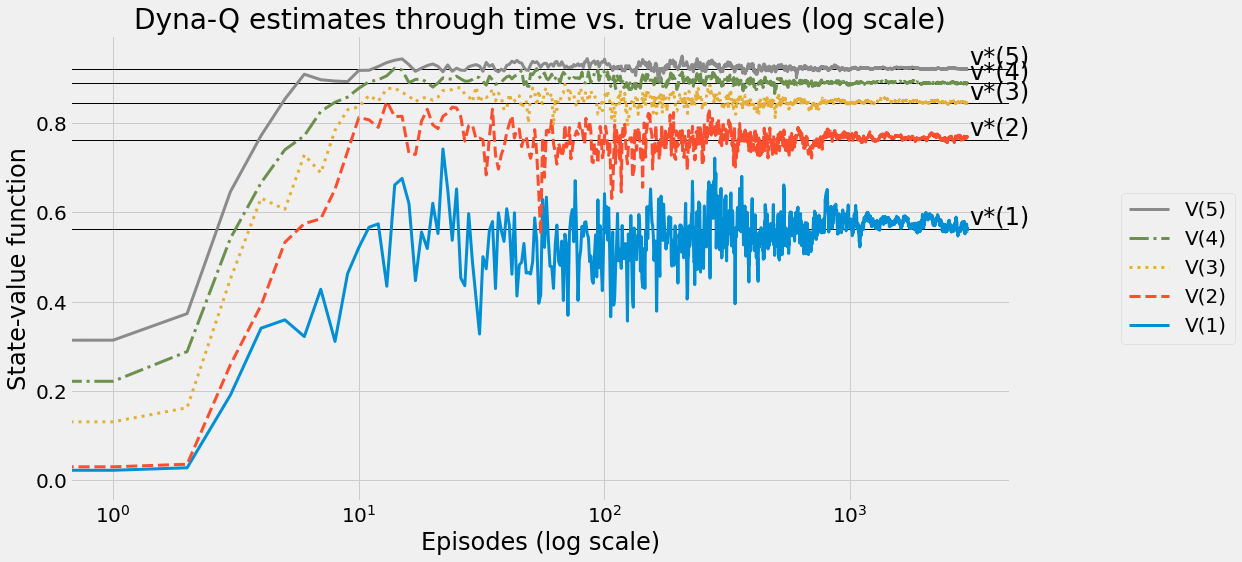 Dyna-Q estimates through time vs. true values (log scale)
State-value function
0.8
0.6
0.4
0.2
0.0
10⁰
10¹
10²
10³
Episodes (log scale)
v*(5)
v*(4)
v*(3)
v*(2)
v*(1)
V(5)
V(4)
V(3)
V(2)
V(1)